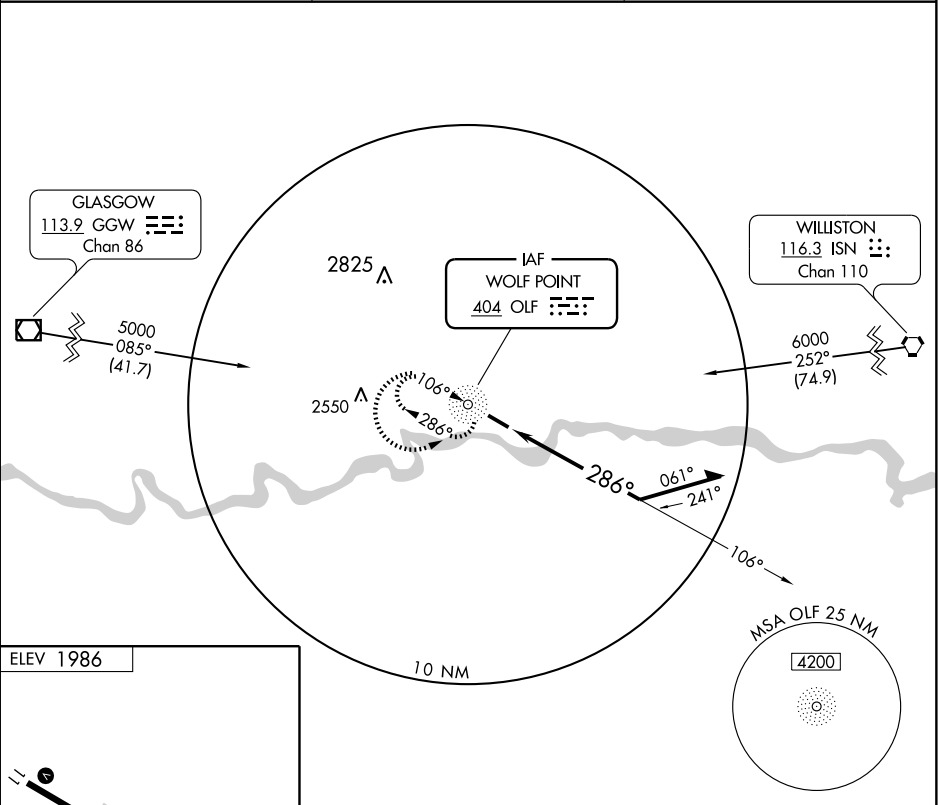 GLASGOW
113.9 GGW
Chan 86
5000
085°
(41.7)
2825
IAF
WOLF POINT
404 OLF
WILLISTON
116.3 ISN
Chan 110
6000
252°
(74.9)
2550
106°
286°
286°
061°
241°
106°
10 NM
MSA OLF 25 NM
4200
ELEV 1986
11
V